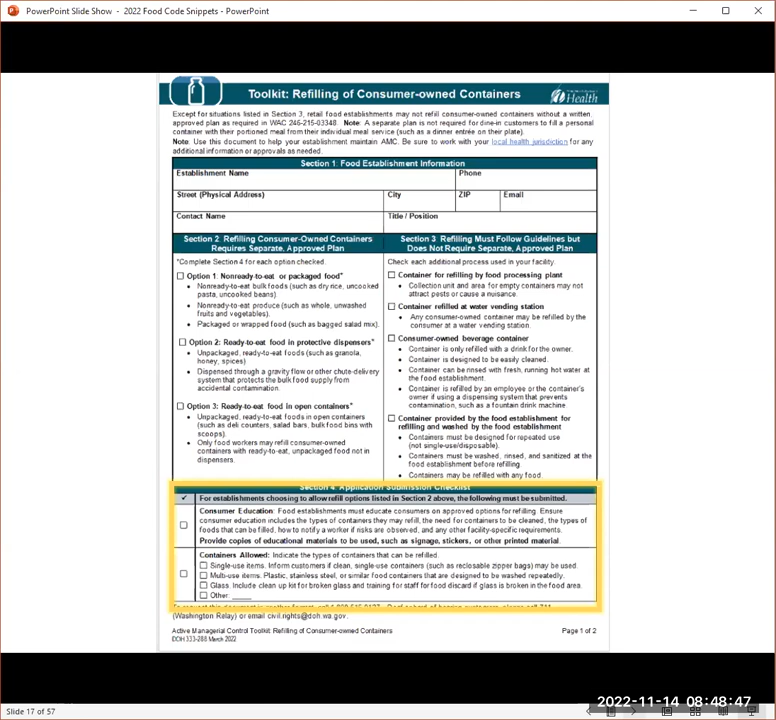 PowerPoint Slide Show - 2022 Food Code Snippets - PowerPoint
Toolkit: Refilling of Consumer-owned Containers
Health
Except for situations listed in Section 3, retail food establishments may not refill consumer-owned containers without a written,
approved plan as required in WAC 246-215-03348. Note: A separate plan is not required for dine-in customers to fill a personal
container with their portioned meal from their individual meal service (such as a dinner entrée on their plate).
Note: Use this document to help your establishment maintain AMC. Be sure to work with your local health jurisdiction for any
additional information or approvals as needed.
Section 1: Food Establishment Information
Establishment Name Phone
Street (Physical Address) City ZIP Email
Contact Name Title / Position
Section 2: Refilling Consumer-Owned Containers
Requires Separate, Approved Plan
*Complete Section 4 for each option checked.
☐ Option 1: Nonready-to-eat or packaged food*
• Nonready-to-eat bulk foods (such as dry rice, uncooked
pasta, uncooked beans).
• Nonready-to-eat produce (such as whole, unwashed
fruits and vegetables).
• Packaged or wrapped food (such as bagged salad mix).
☐ Option 2: Ready-to-eat food in protective dispensers*
• Unpackaged, ready-to-eat foods (such as granola,
honey, spices)
• Dispensed through a gravity flow or other chute-delivery
system that protects the bulk food supply from
accidental contamination.
☐ Option 3: Ready-to-eat food in open containers*
• Unpackaged, ready-to-eat foods in open containers
(such as deli counters, salad bars, bulk food bins with
scoops).
• Only food workers may refill consumer-owned
containers with ready-to-eat, unpackaged food not in
dispensers.
Section 3 Refilling Must Follow Guidelines but
Does Not Require Separate, Approved Plan
Check each additional process used in your facility.
☐ Container for refilling by food processing plant
• Collection unit and area for empty containers may not
attract pests or cause a nuisance.
☐ Container refilled at water vending station
• Any consumer-owned container may be refilled by the
consumer at a water vending station.
☐ Consumer-owned beverage container
• Container is only refilled with a drink for the owner.
• Container is designed to be easily cleaned.
• Container can be rinsed with fresh, running hot water at
the food establishment.
• Container is refilled by an employee or the container's
owner if using a dispensing system that prevents
contamination, such as a fountain drink machine
☐ Container provided by the food establishment for
refilling and washed by the food establishment
• Containers must be designed for repeated use
(not single-use/disposable).
• Containers must be washed, rinsed, and sanitized at the
food establishment before refilling
• Containers may be refilled with any food
Section 4: Application Submission Checklist
✓ For establishments choosing to allow refill options listed in Section 2 above, the following must be submitted.
☐ Consumer Education: Food establishments must educate consumers on approved options for refilling. Ensure
consumer education includes the types of containers they may refill, the need for containers to be cleaned, the types of
foods that can be filled, how to notify a worker if risks are observed, and any other facility-specific requirements.
Provide copies of educational materials to be used, such as signage, stickers, or other printed material.
☐ Containers Allowed: Indicate the types of containers that can be refilled.
☐ Single-use items. Inform customers if clean, single-use containers (such as reclosable zipper bags) may be used.
☐ Multi-use items. Plastic, stainless steel, or similar food containers that are designed to be washed repeatedly.
☐ Glass. Include clean up kit for broken glass and training for staff for food discard if glass is broken in the food area.
☐ Other: _____
(Washington Relay) or email civil.rights@doh.wa.gov.
Active Managerial Control Toolkit: Refilling of Consumer-owned Containers Page 1 of 2
DOH 333-288 March 2022
2022-11-14 08:48:47
Slide 17 of 57